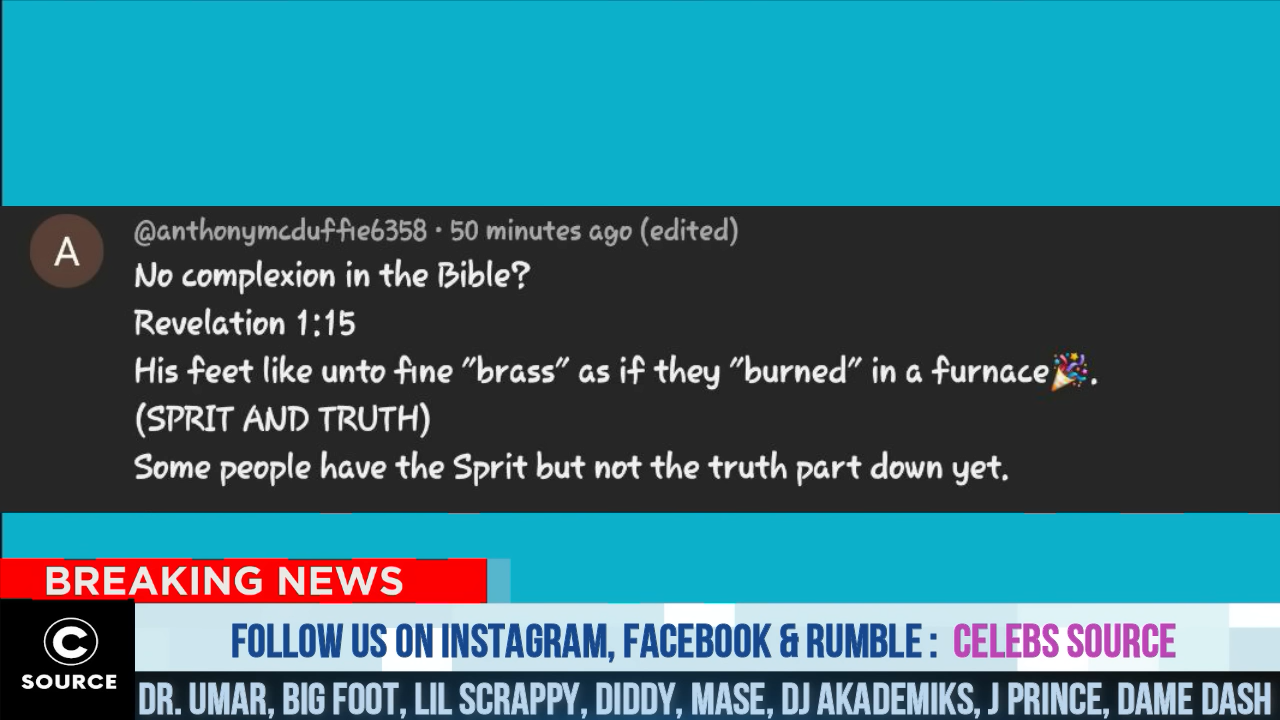 A
@anthonymcduffie6358 · 50 minutes ago (edited)
No complexion in the Bible?
Revelation 1:15
His feet like unto fine "brass" as if they "burned" in a furnace🎉.
(SPRIT AND TRUTH)
Some people have the Sprit but not the truth part down yet.
BREAKING NEWS
C
SOURCE
FOLLOW US ON INSTAGRAM, FACEBOOK & RUMBLE : CELEBS SOURCE
DR. UMAR, BIG FOOT, LIL SCRAPPY, DIDDY, MASE, DJ AKADEMIKS, J PRINCE, DAME DASH